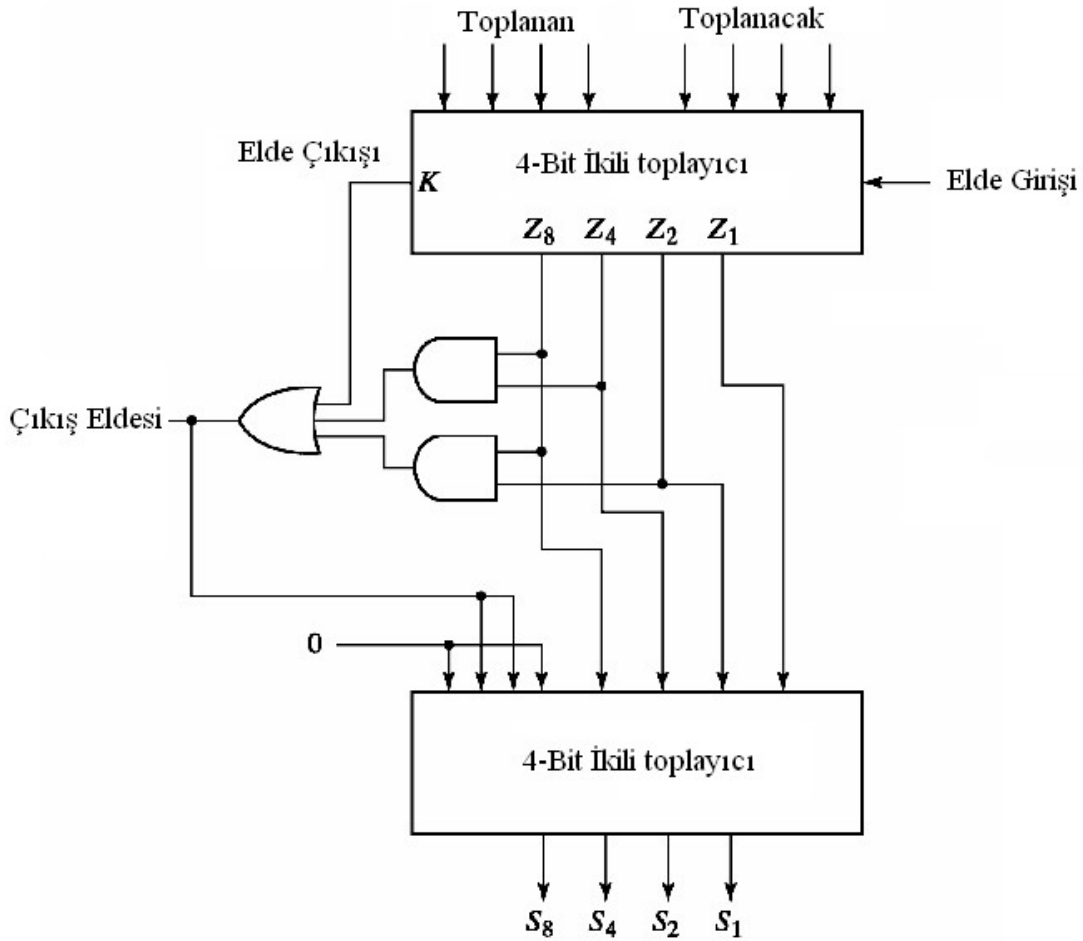 Toplanan
Toplanacak
Elde Çıkışı
4-Bit İkili toplayıcı
K
Elde Girişi
Z8 Z4 Z2 Z1
Çıkış Eldesi
0
4-Bit İkili toplayıcı
S8 S4 S2 S1